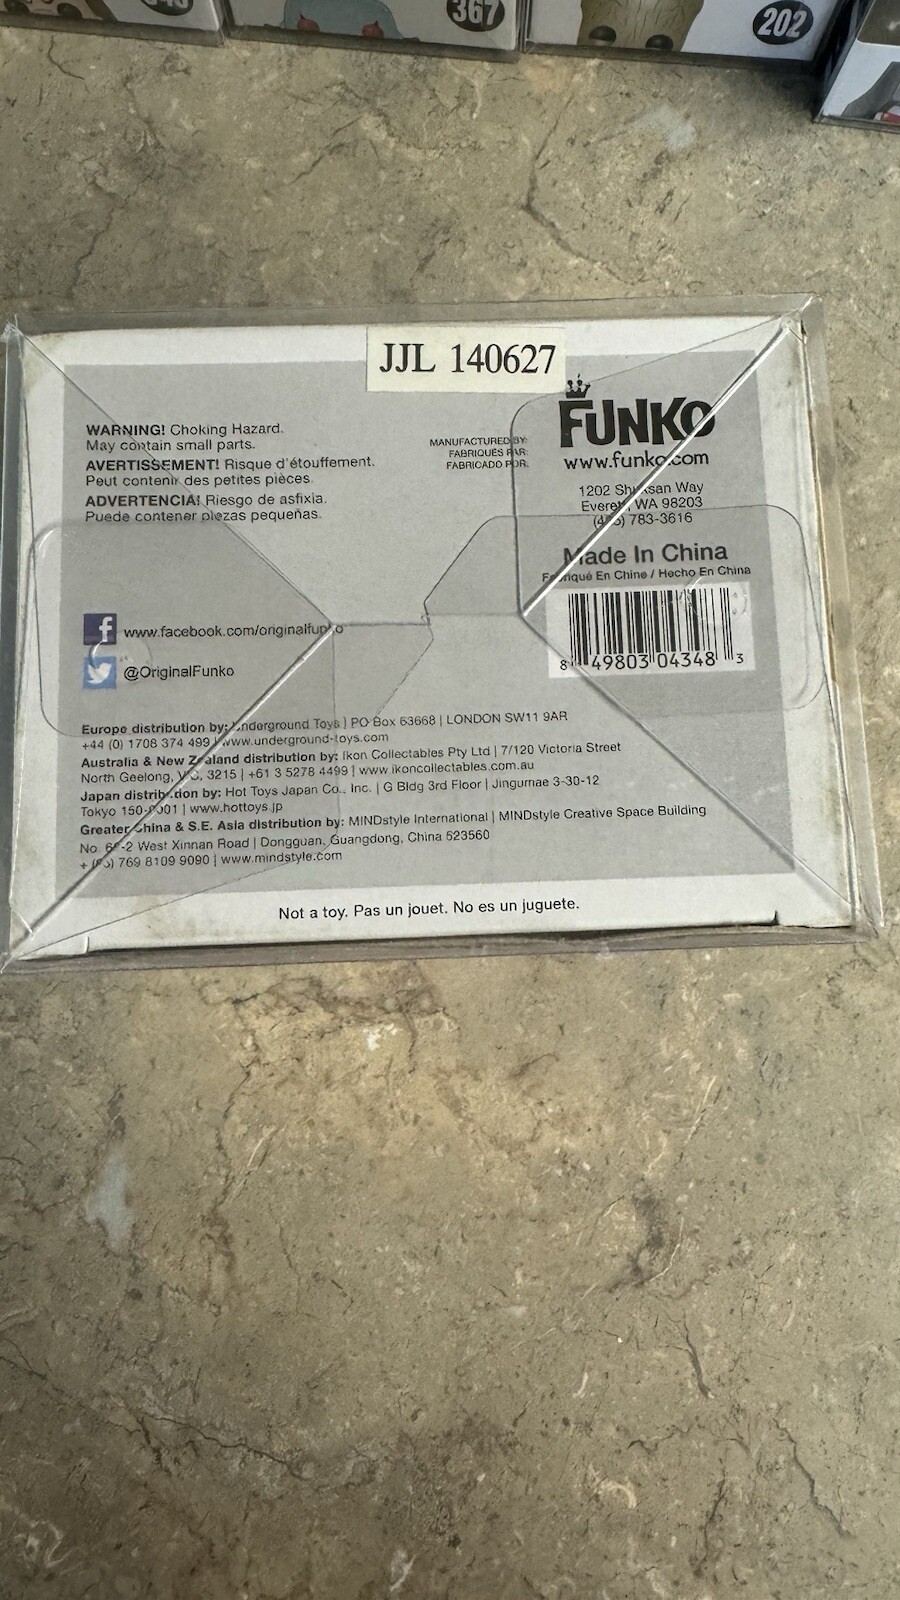 367
202
JJL 140627
WARNING! Choking Hazard.
May contain small parts.
AVERTISSEMENT! Risque d'étouffement.
Peut contenir des petites pièces.
ADVERTENCIA! Riesgo de asfixia.
Puede contener piezas pequeñas.
MANUFACTURED BY:
FABRIQUÉS PAR:
FABRICADO POR:
FUNKO
www.funko.com
1202 Shuksan Way
Everett, WA 98203
(425) 783-3616
Made In China
Fabriqué En Chine / Hecho En China
8 49803 04348 3
www.facebook.com/originalfunko
@OriginalFunko
Europe distribution by: Underground Toys | PO Box 63668 | LONDON SW11 9AR
+44 (0) 1708 374 499 | www.underground-toys.com
Australia & New Zealand distribution by: Ikon Collectables Pty Ltd | 7/120 Victoria Street
North Geelong, VIC, 3215 | +61 3 5278 4499 | www.ikoncollectables.com.au
Japan distribution by: Hot Toys Japan Co., Inc. | G Bldg 3rd Floor | Jingumae 3-30-12
Tokyo 150-0001 | www.hottoys.jp
Greater China & S.E. Asia distribution by: MINDstyle International | MINDstyle Creative Space Building
No. -2 West Xinnan Road | Dongguan, Guangdong, China 523560
+ (86) 769 8109 9090 | www.mindstyle.com
Not a toy. Pas un jouet. No es un juguete.